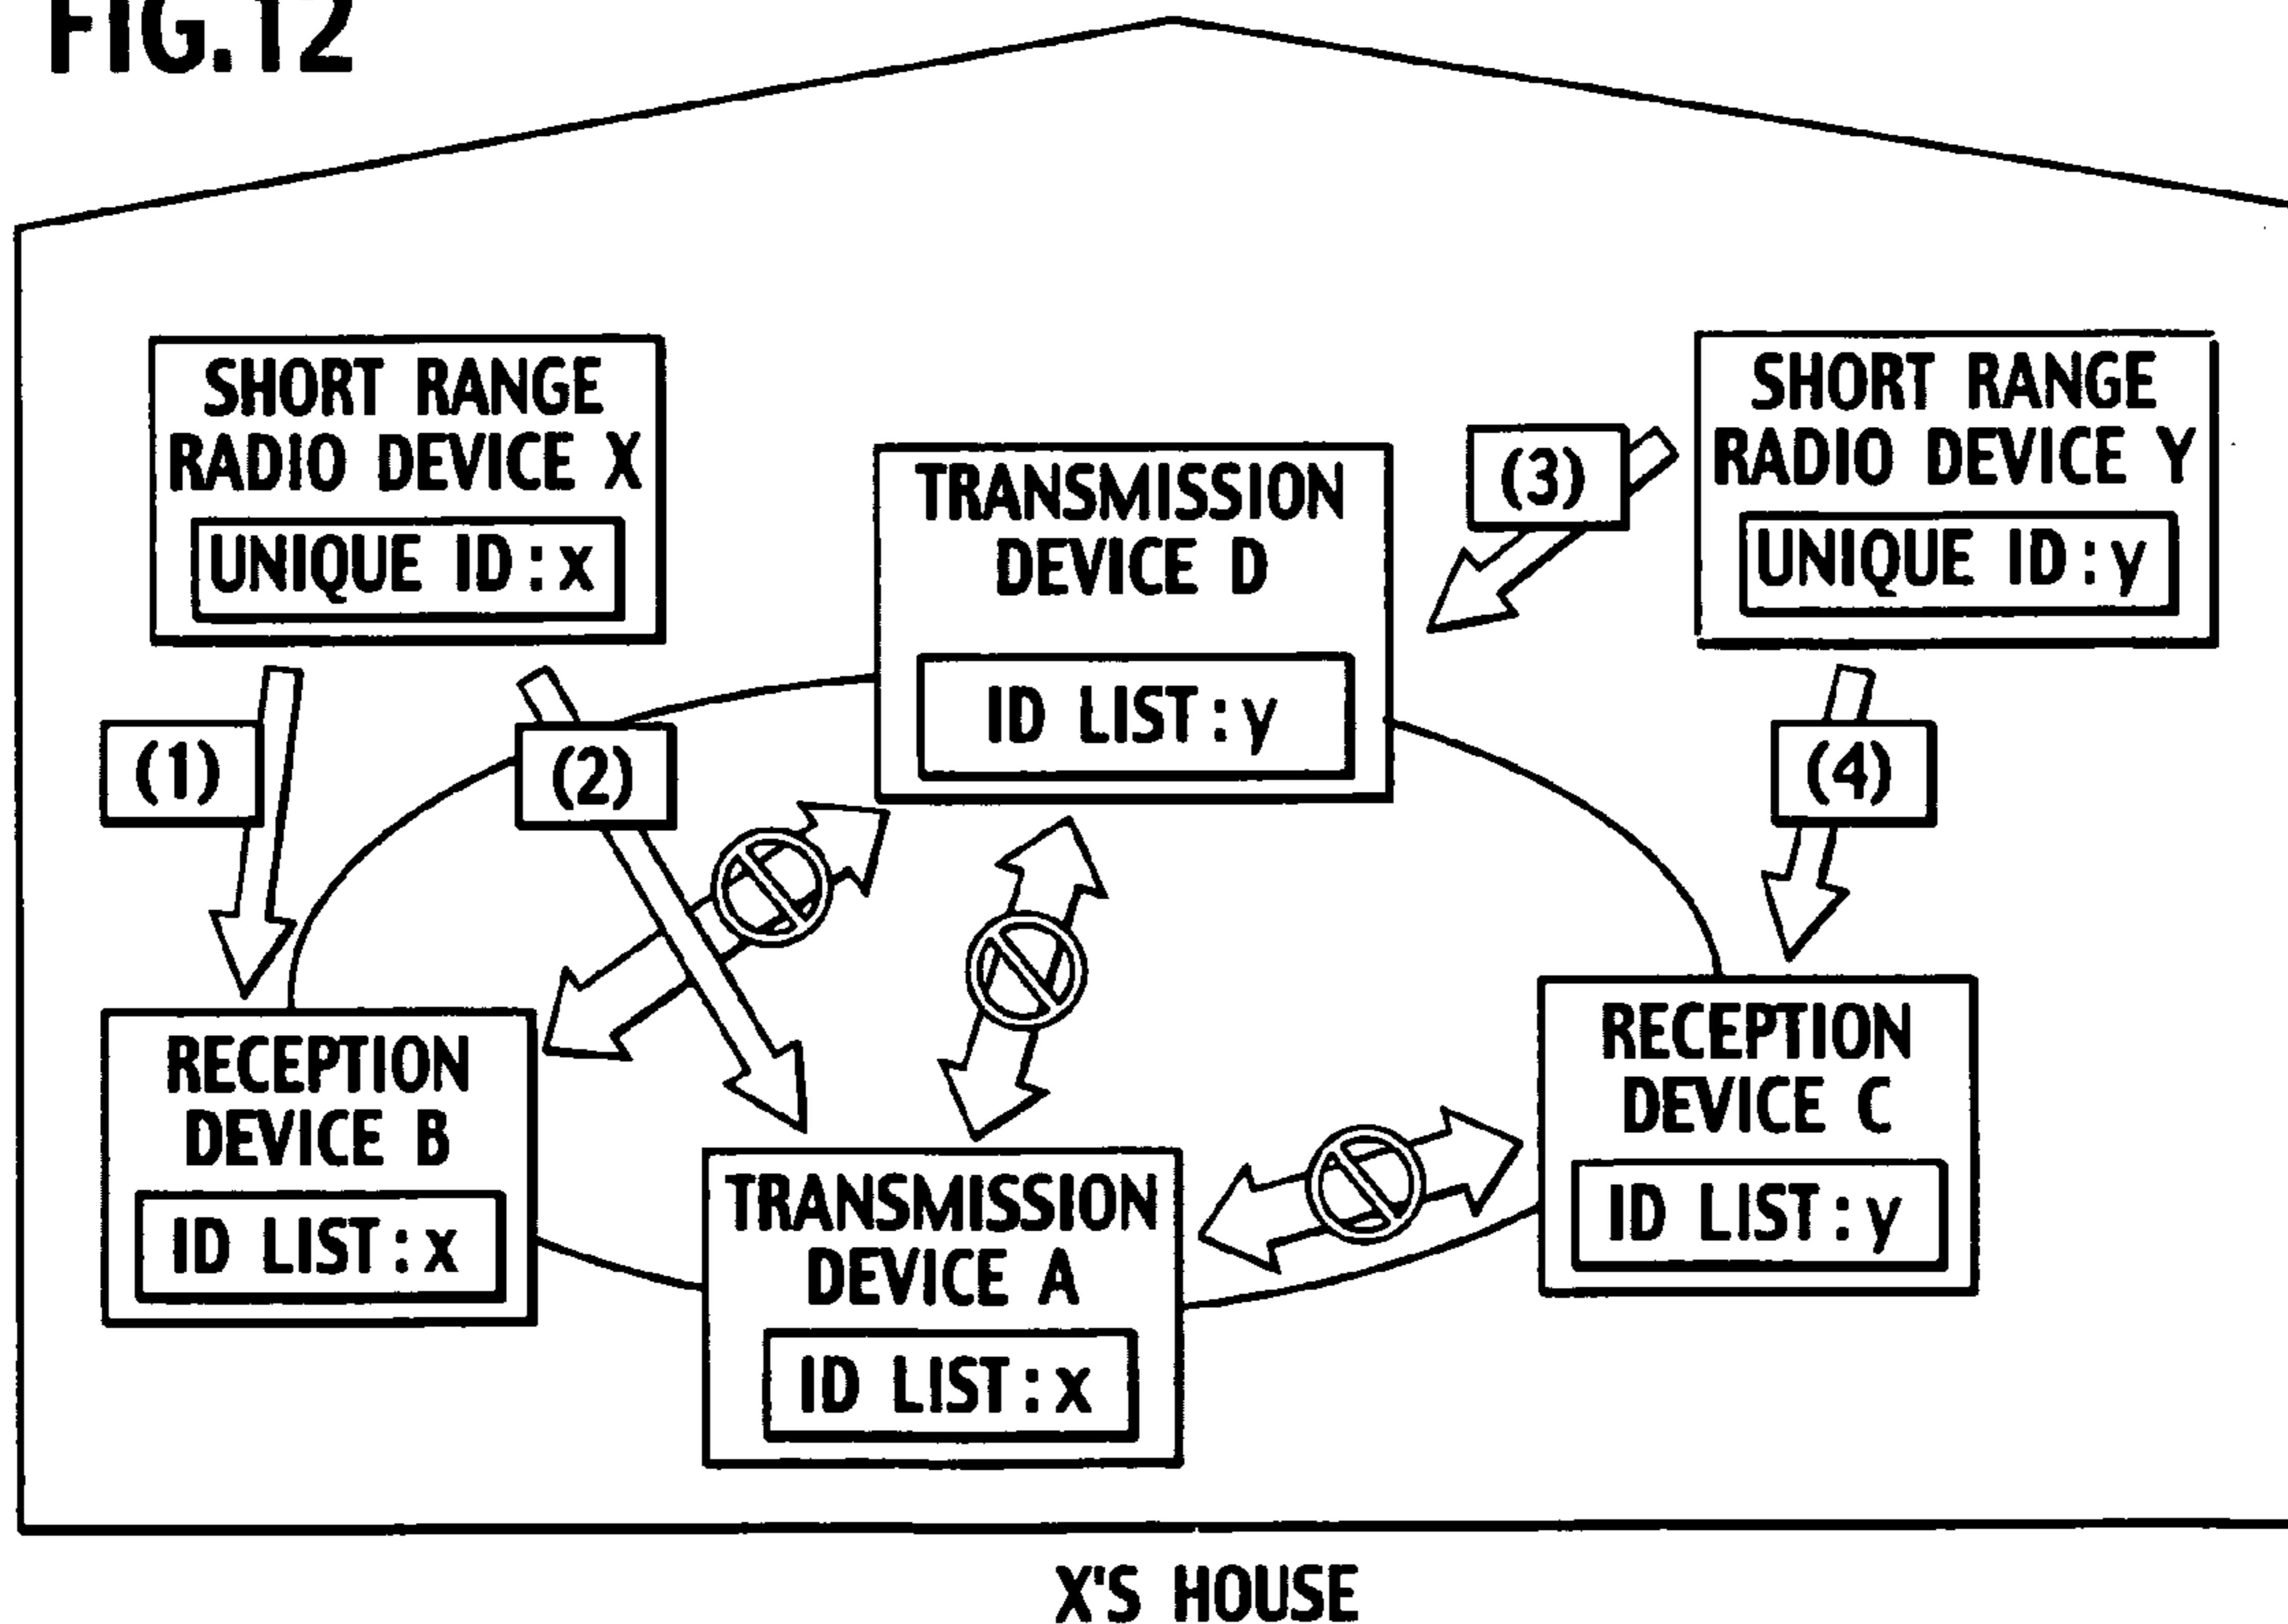 FIG.12
SHORT RANGE
RADIO DEVICE X
UNIQUE ID:x
SHORT RANGE
RADIO DEVICE Y
UNIQUE ID:y
TRANSMISSION
DEVICE D
ID LIST:y
(3)
(1)
(2)
(4)
RECEPTION
DEVICE B
ID LIST:x
RECEPTION
DEVICE C
ID LIST:y
TRANSMISSION
DEVICE A
ID LIST:x
X'S HOUSE